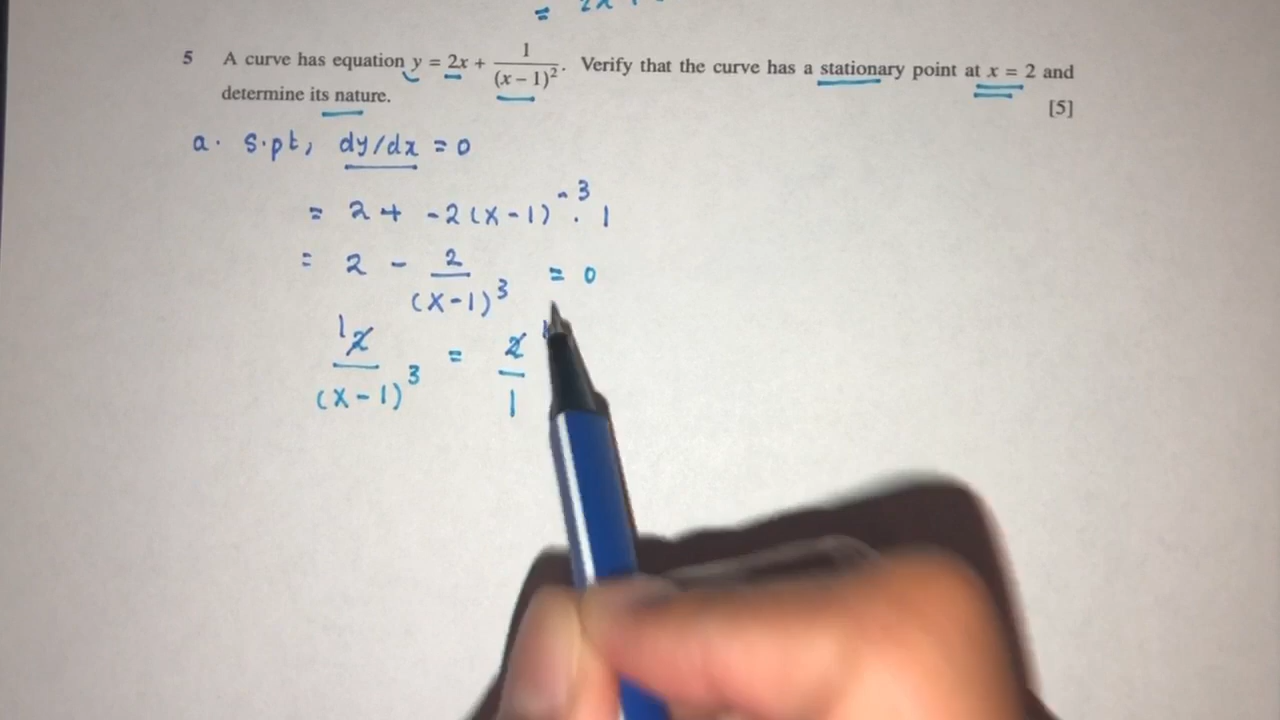 = 2x
5 A curve has equation y = 2x + 1/(x − 1)². Verify that the curve has a stationary point at x = 2 and
determine its nature.
[5]
a. s.pt, dy/dx = 0
= 2 + -2(x-1)⁻³ . 1
= 2 - 2/(x-1)³ = 0
1 2/(x-1)³ = 2/1